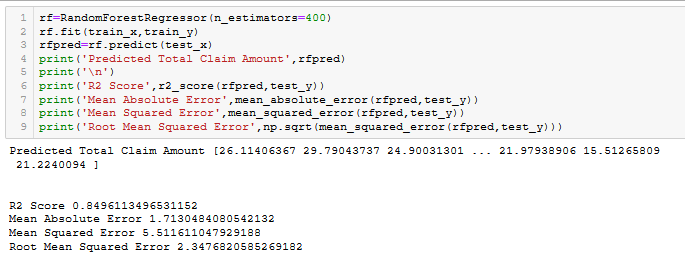 1 rf=RandomForestRegressor(n_estimators=400)
2 rf.fit(train_x,train_y)
3 rfpred=rf.predict(test_x)
4 print('Predicted Total Claim Amount',rfpred)
5 print('\n')
6 print('R2 Score',r2_score(rfpred,test_y))
7 print('Mean Absolute Error',mean_absolute_error(rfpred,test_y))
8 print('Mean Squared Error',mean_squared_error(rfpred,test_y))
9 print('Root Mean Squared Error',np.sqrt(mean_squared_error(rfpred,test_y)))
Predicted Total Claim Amount [26.11406367 29.79043737 24.90031301 ... 21.97938906 15.51265809
21.2240094 ]
R2 Score 0.8496113496531152
Mean Absolute Error 1.7130484080542132
Mean Squared Error 5.511611047929188
Root Mean Squared Error 2.3476820585269182